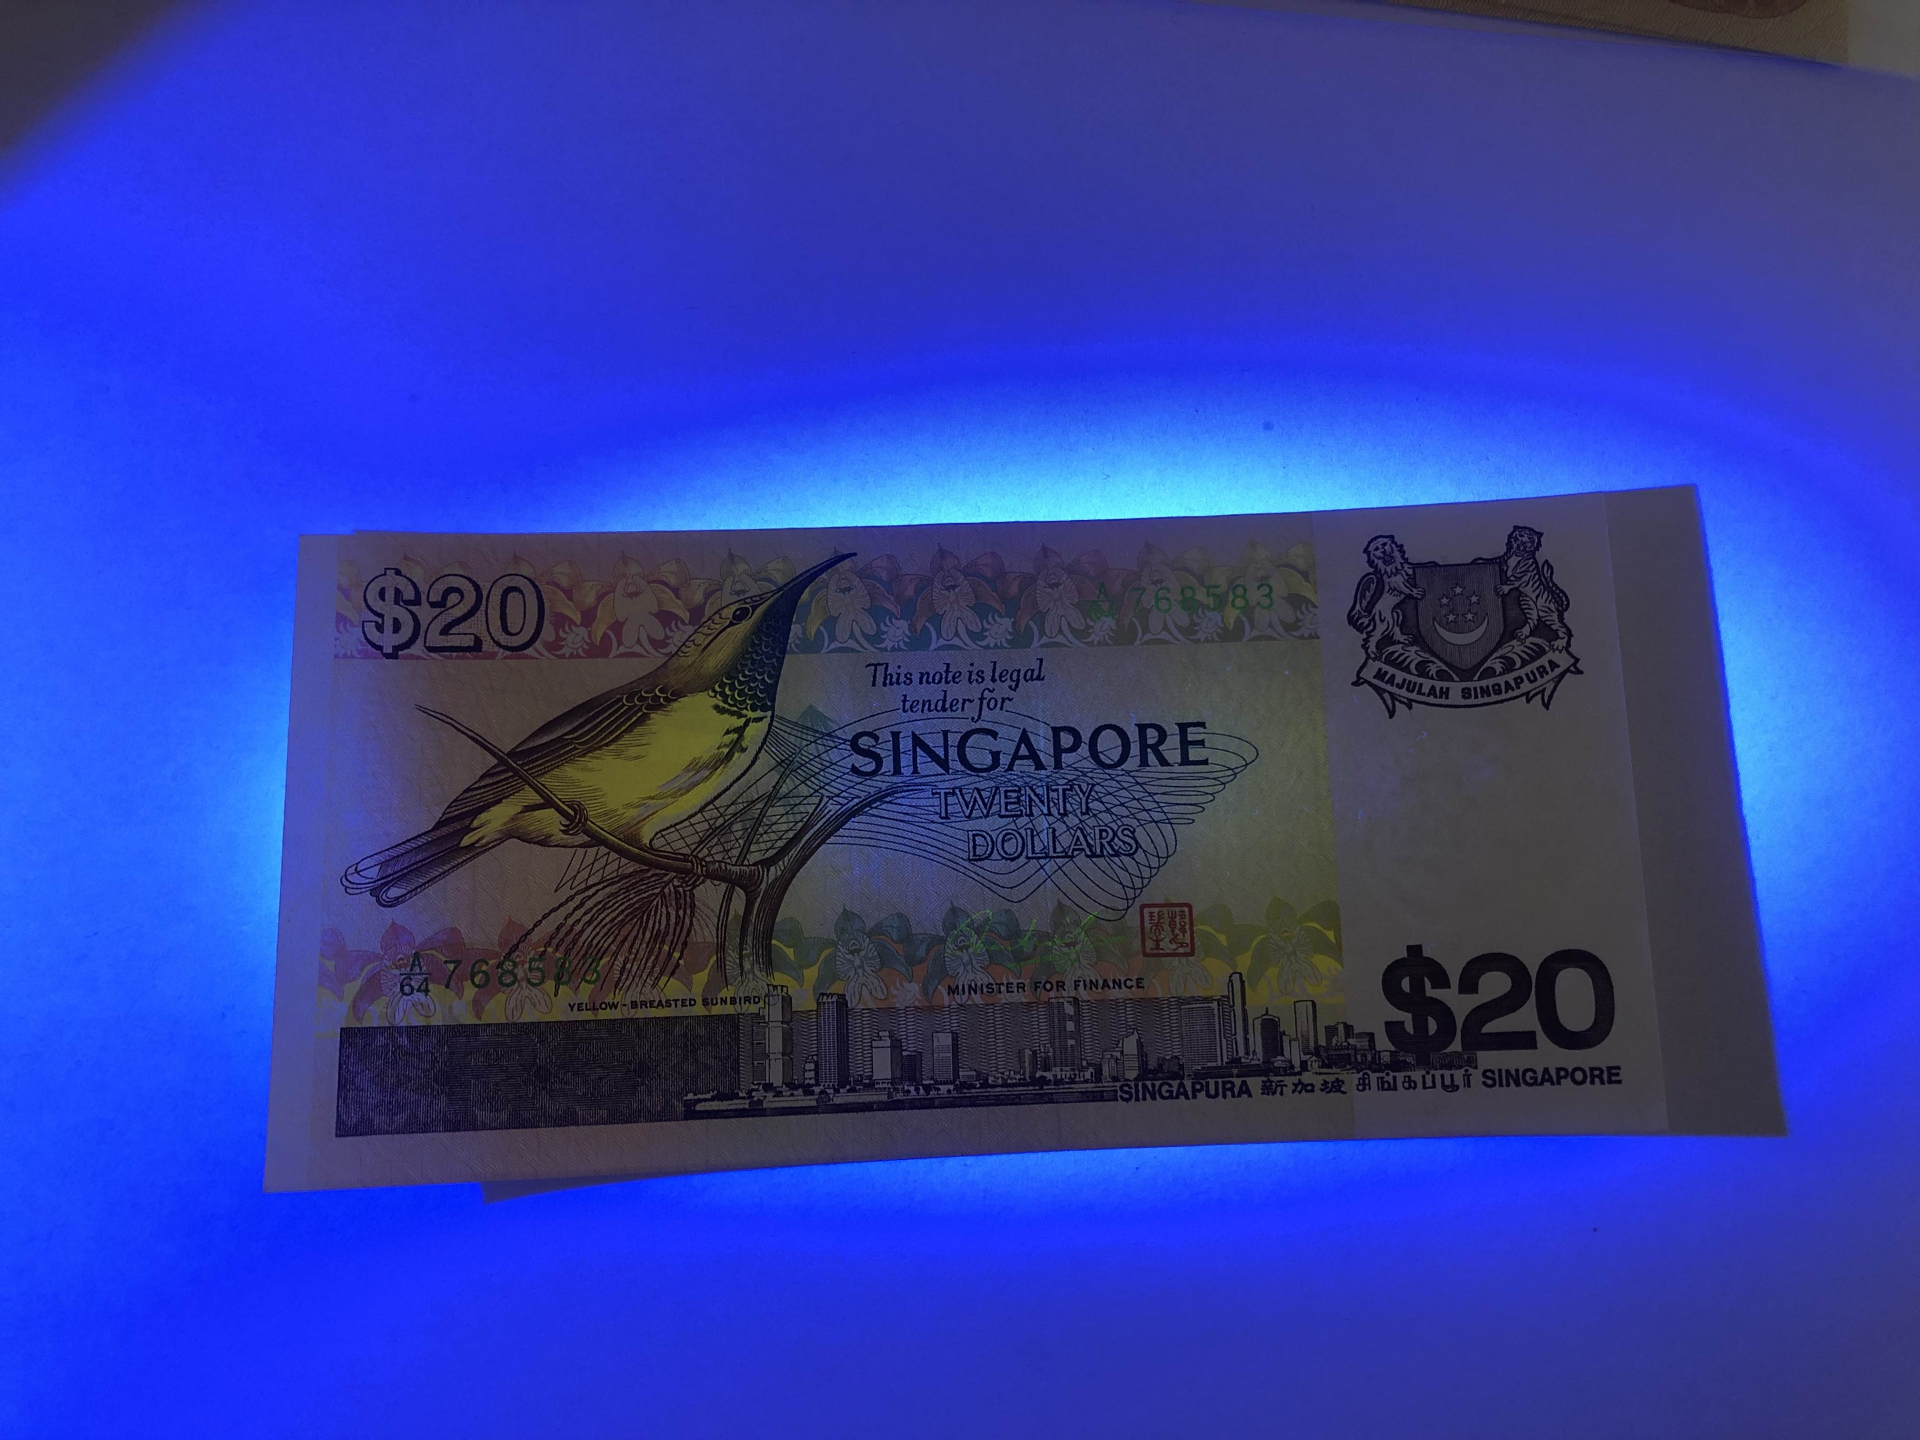 $20
A/64 768583
This note is legal
tender for
SINGAPORE
TWENTY
DOLLARS
MAJULAH SINGAPURA
A/64 768583
YELLOW-BREASTED SUNBIRD
MINISTER FOR FINANCE
$20
SINGAPURA 新加坡 சிங்கப்பூர் SINGAPORE